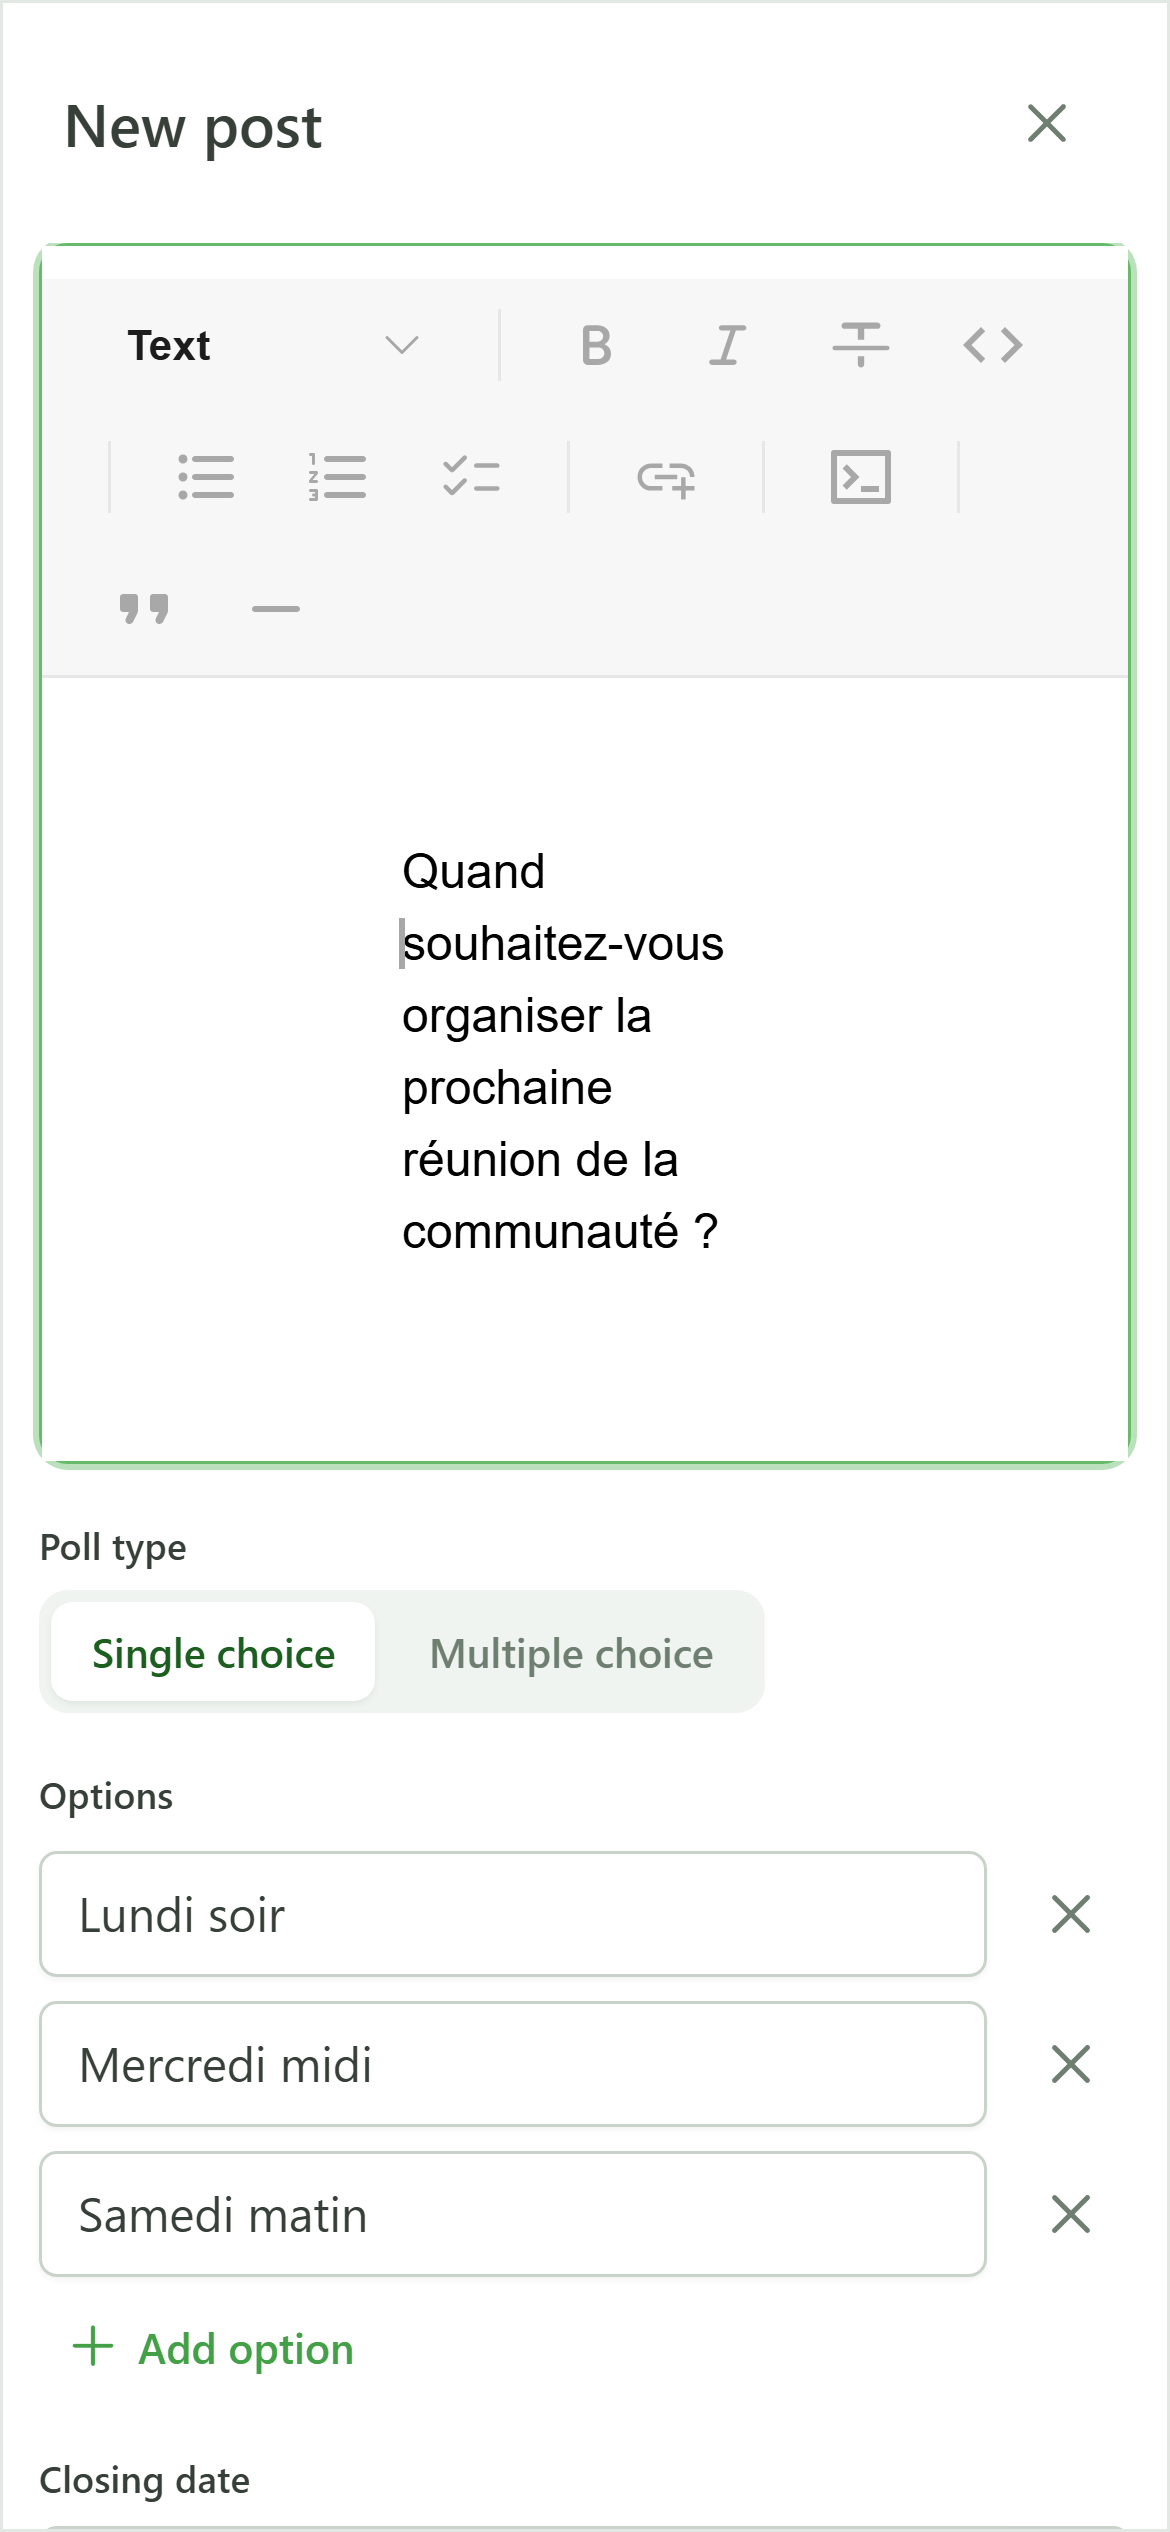 New post
Text
Quand
souhaitez-vous
organiser la
prochaine
réunion de la
communauté ?
Poll type
Single choice
Multiple choice
Options
Lundi soir
Mercredi midi
Samedi matin
Add option
Closing date